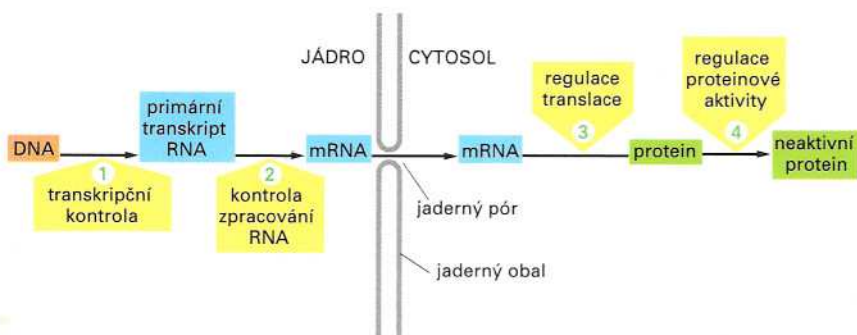 JÁDRO
CYTOSOL
DNA
primární
transkript
RNA
mRNA
mRNA
protein
neaktivní
protein
1
transkripční
kontrola
2
kontrola
zpracování
RNA
regulace
translace
3
regulace
proteinové
aktivity
4
jaderný pór
jaderný obal